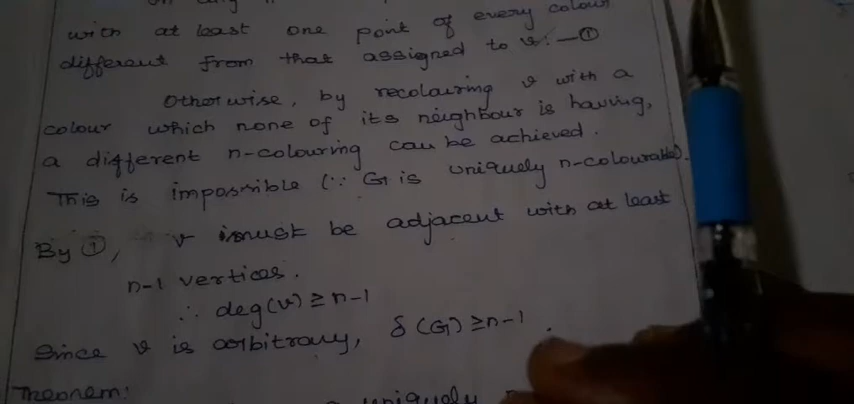 with at least one point of every colour
different from that assigned to v. —①
Otherwise, by recolouring v with a
colour which none of its neighbour is having,
a different n-colouring can be achieved.
This is impossible (∵ G is uniquely n-colourable).
By ①, v must be adjacent with at least
n-1 vertices.
∴ deg(v) ≥ n-1
Since v is arbitrary, δ(G) ≥ n-1.
Theorem: uniquely